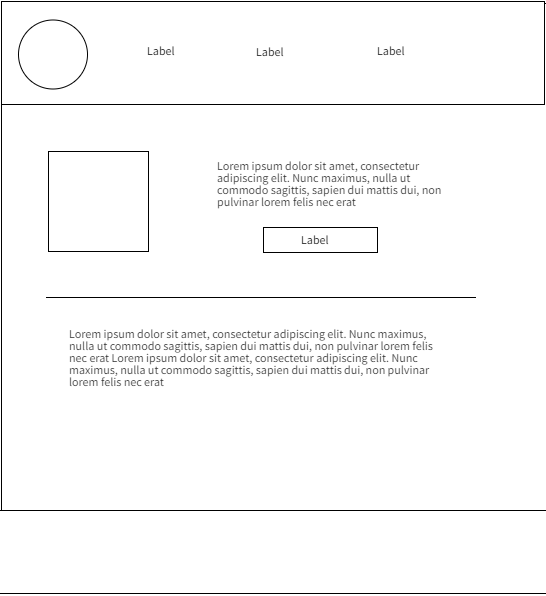 Label
Label
Label
Lorem ipsum dolor sit amet, consectetur
adipiscing elit. Nunc maximus, nulla ut
commodo sagittis, sapien dui mattis dui, non
pulvinar lorem felis nec erat
Label
Lorem ipsum dolor sit amet, consectetur adipiscing elit. Nunc maximus,
nulla ut commodo sagittis, sapien dui mattis dui, non pulvinar lorem felis
nec erat Lorem ipsum dolor sit amet, consectetur adipiscing elit. Nunc
maximus, nulla ut commodo sagittis, sapien dui mattis dui, non pulvinar
lorem felis nec erat